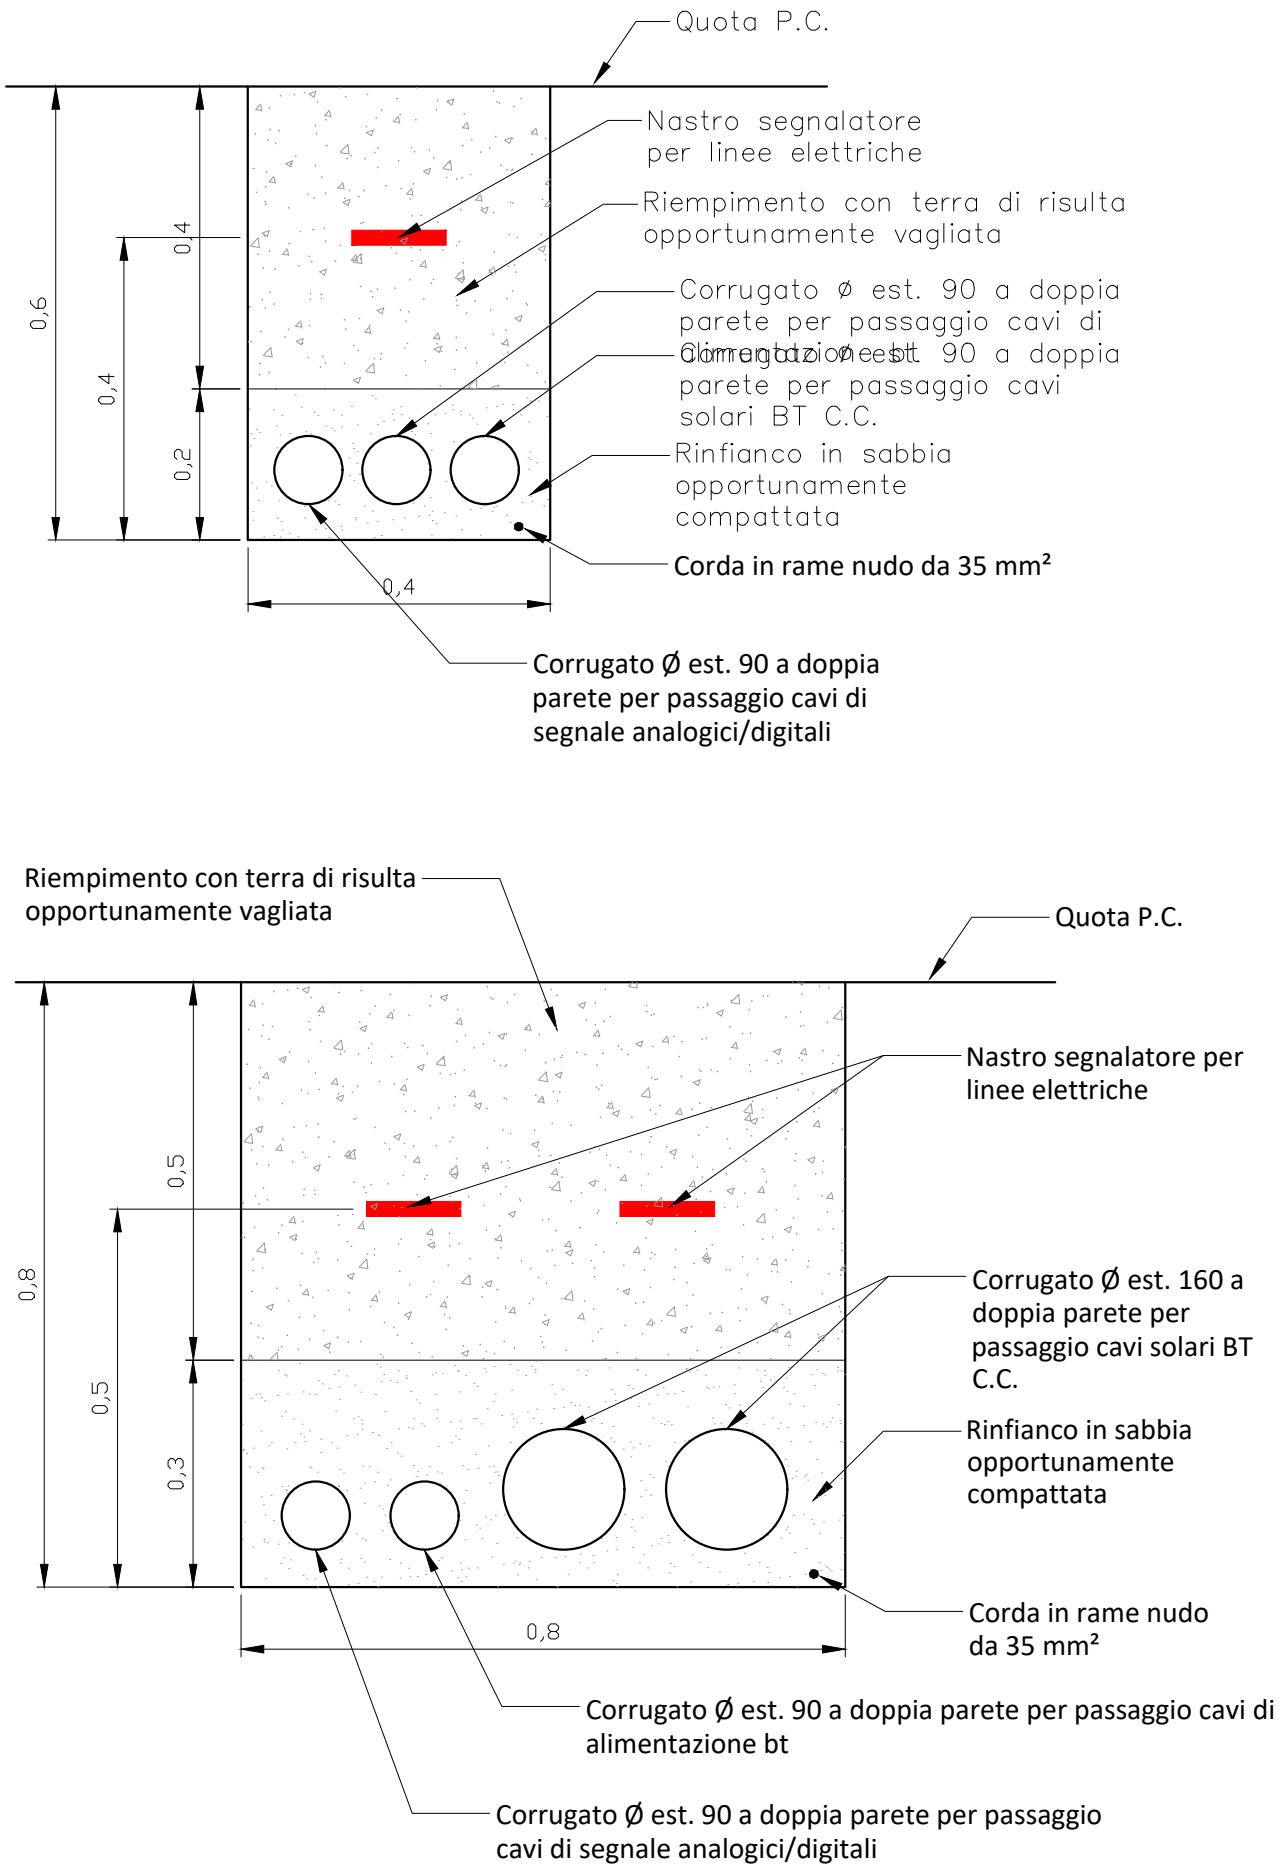 Quota P.C.
Nastro segnalatore
per linee elettriche
Riempimento con terra di risulta
opportunamente vagliata
Corrugato Ø est. 90 a doppia
parete per passaggio cavi di
alimentazione bt.
Corrugato Ø est. 90 a doppia
parete per passaggio cavi
solari BT C.C.
Rinfianco in sabbia
opportunamente
compattata
Corda in rame nudo da 35 mm²
0,6
0,4
0,4
0,2
0,4
Corrugato Ø est. 90 a doppia
parete per passaggio cavi di
segnale analogici/digitali
Riempimento con terra di risulta
opportunamente vagliata
Quota P.C.
Nastro segnalatore per
linee elettriche
0,8
0,5
0,5
0,3
Corrugato Ø est. 160 a
doppia parete per
passaggio cavi solari BT
C.C.
Rinfianco in sabbia
opportunamente
compattata
Corda in rame nudo
da 35 mm²
0,8
Corrugato Ø est. 90 a doppia parete per passaggio cavi di
alimentazione bt
Corrugato Ø est. 90 a doppia parete per passaggio
cavi di segnale analogici/digitali